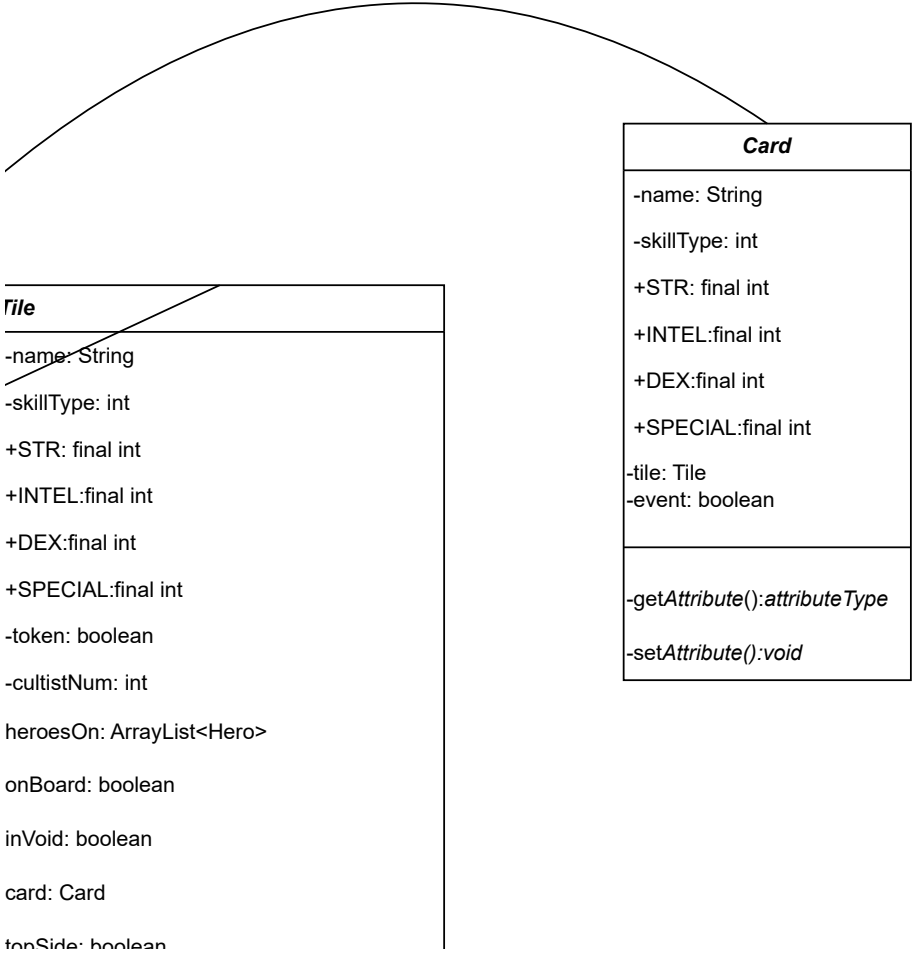 Card
-name: String
-skillType: int
+STR: final int
+INTEL:final int
+DEX:final int
+SPECIAL:final int
-tile: Tile
-event: boolean
-getAttribute():attributeType
-setAttribute():void
Tile
-name: String
-skillType: int
+STR: final int
+INTEL:final int
+DEX:final int
+SPECIAL:final int
-token: boolean
-cultistNum: int
heroesOn: ArrayList<Hero>
onBoard: boolean
inVoid: boolean
card: Card
topSide: boolean